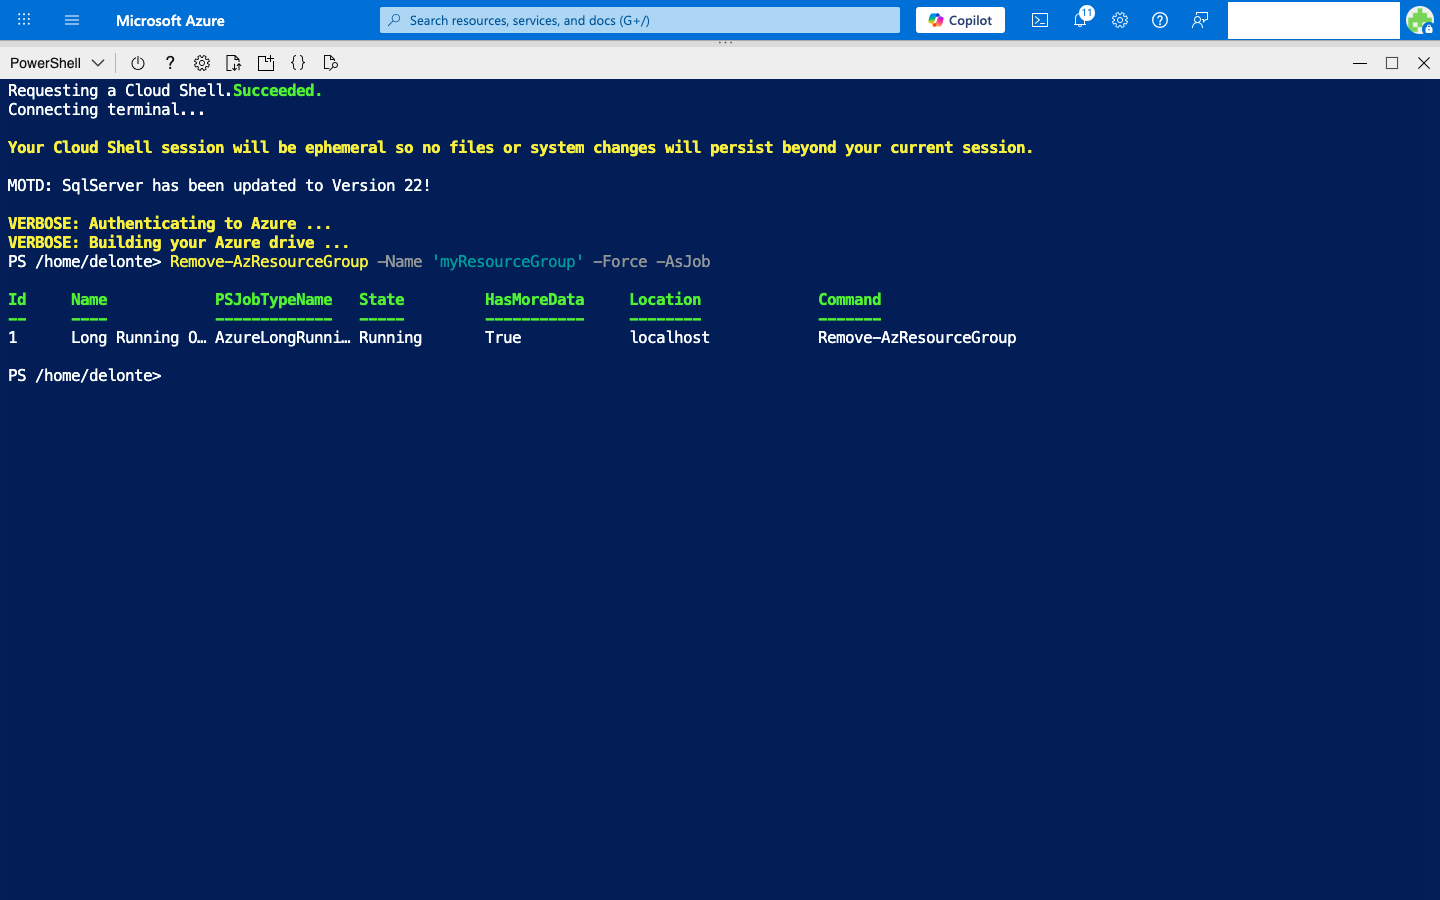 Microsoft Azure
Search resources, services, and docs (G+/)
Copilot
11
PowerShell
Requesting a Cloud Shell.Succeeded.
Connecting terminal...
Your Cloud Shell session will be ephemeral so no files or system changes will persist beyond your current session.
MOTD: SqlServer has been updated to Version 22!
VERBOSE: Authenticating to Azure ...
VERBOSE: Building your Azure drive ...
PS /home/delonte> Remove-AzResourceGroup -Name 'myResourceGroup' -Force -AsJob
Id Name PSJobTypeName State HasMoreData Location Command
-- ---- ------------- ----- ----------- -------- -------
1 Long Running O… AzureLongRunni… Running True localhost Remove-AzResourceGroup
PS /home/delonte>